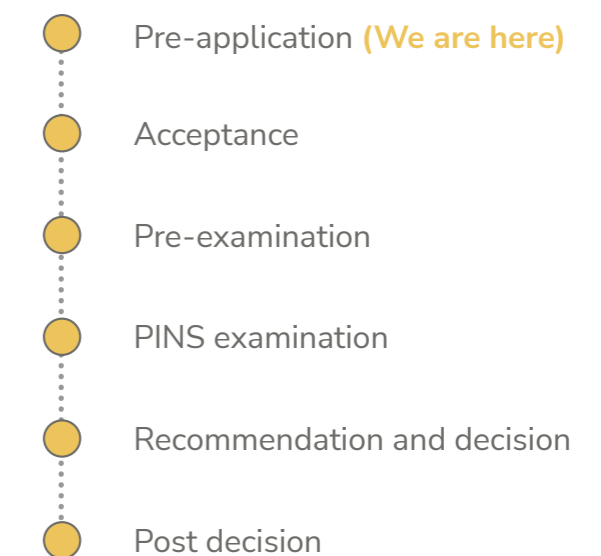 Pre-application (We are here)
Acceptance
Pre-examination
PINS examination
Recommendation and decision
Post decision